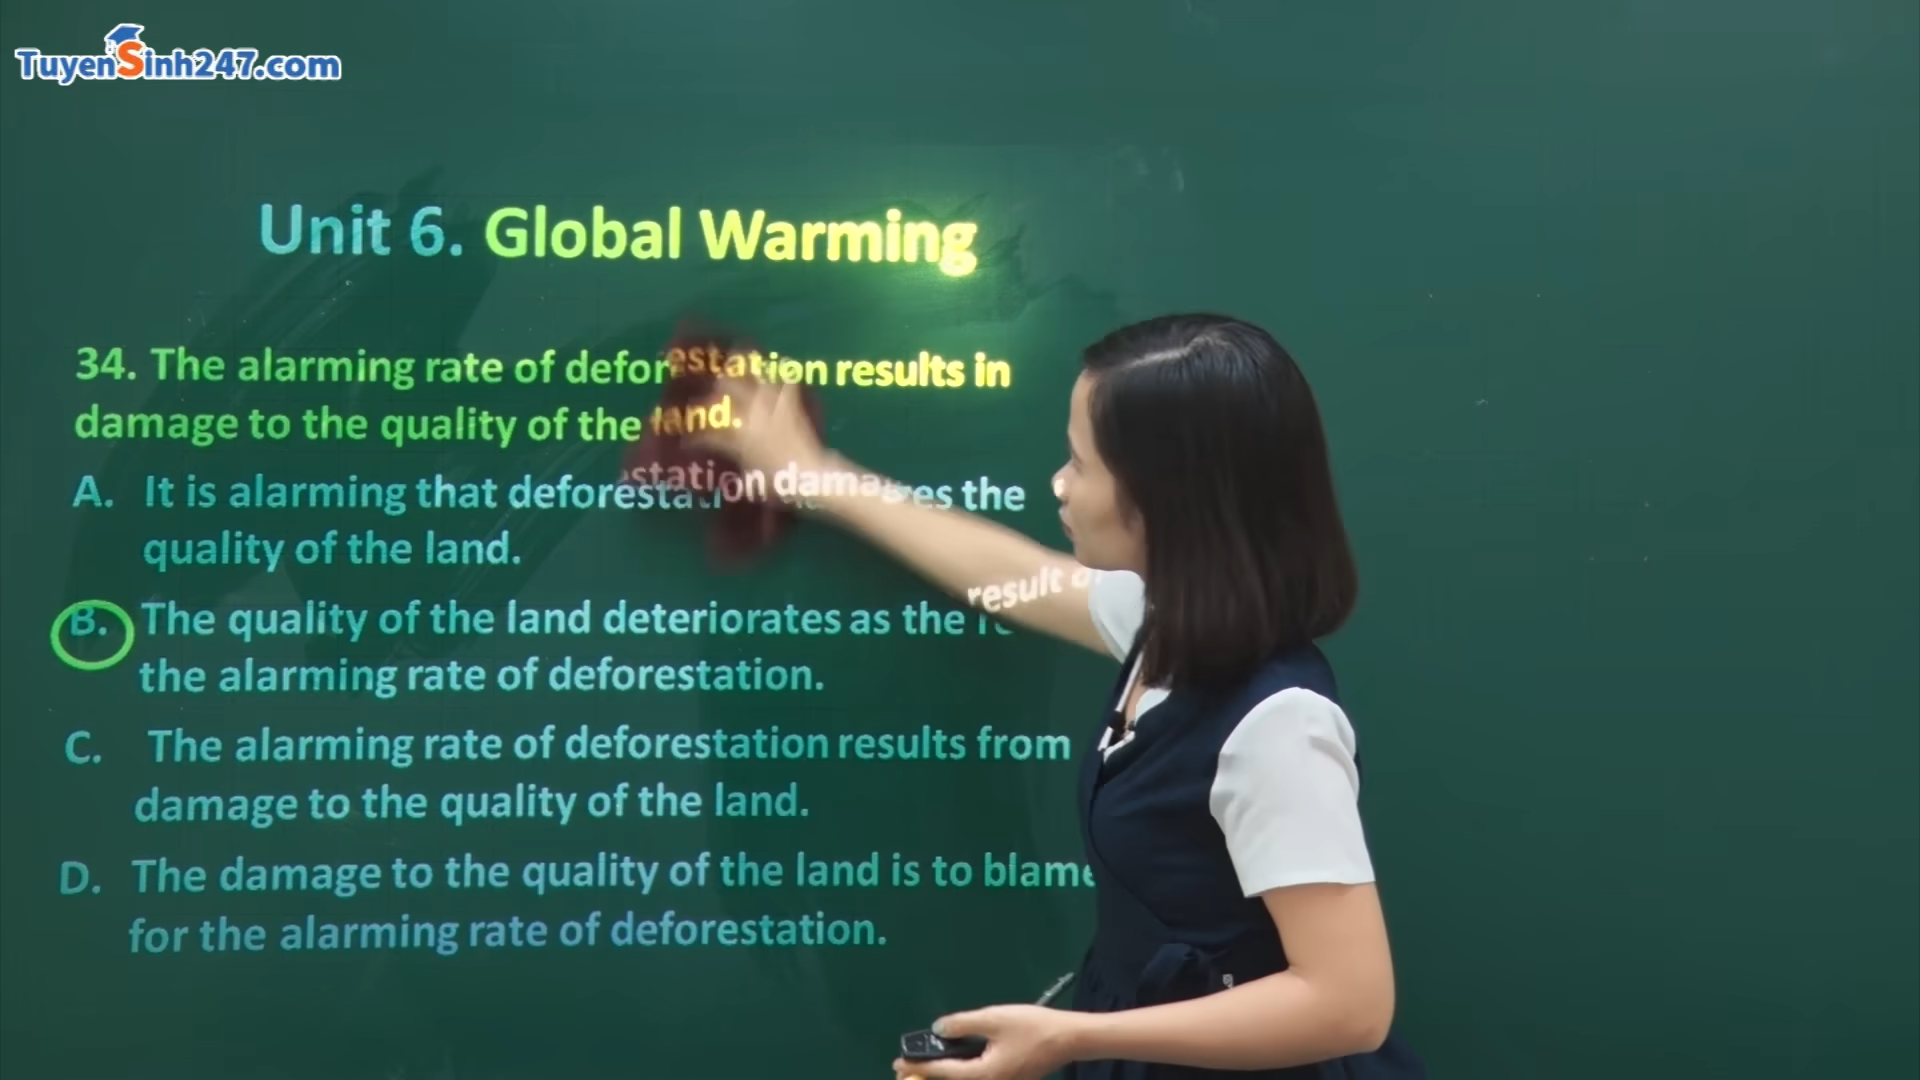 TuyenSinh247.com
Unit 6. Global Warming
34. The alarming rate of deforestation results in
damage to the quality of the land.
A. It is alarming that deforestation damages the
quality of the land.
B. The quality of the land deteriorates as the result of
the alarming rate of deforestation.
C. The alarming rate of deforestation results from
damage to the quality of the land.
D. The damage to the quality of the land is to blame
for the alarming rate of deforestation.